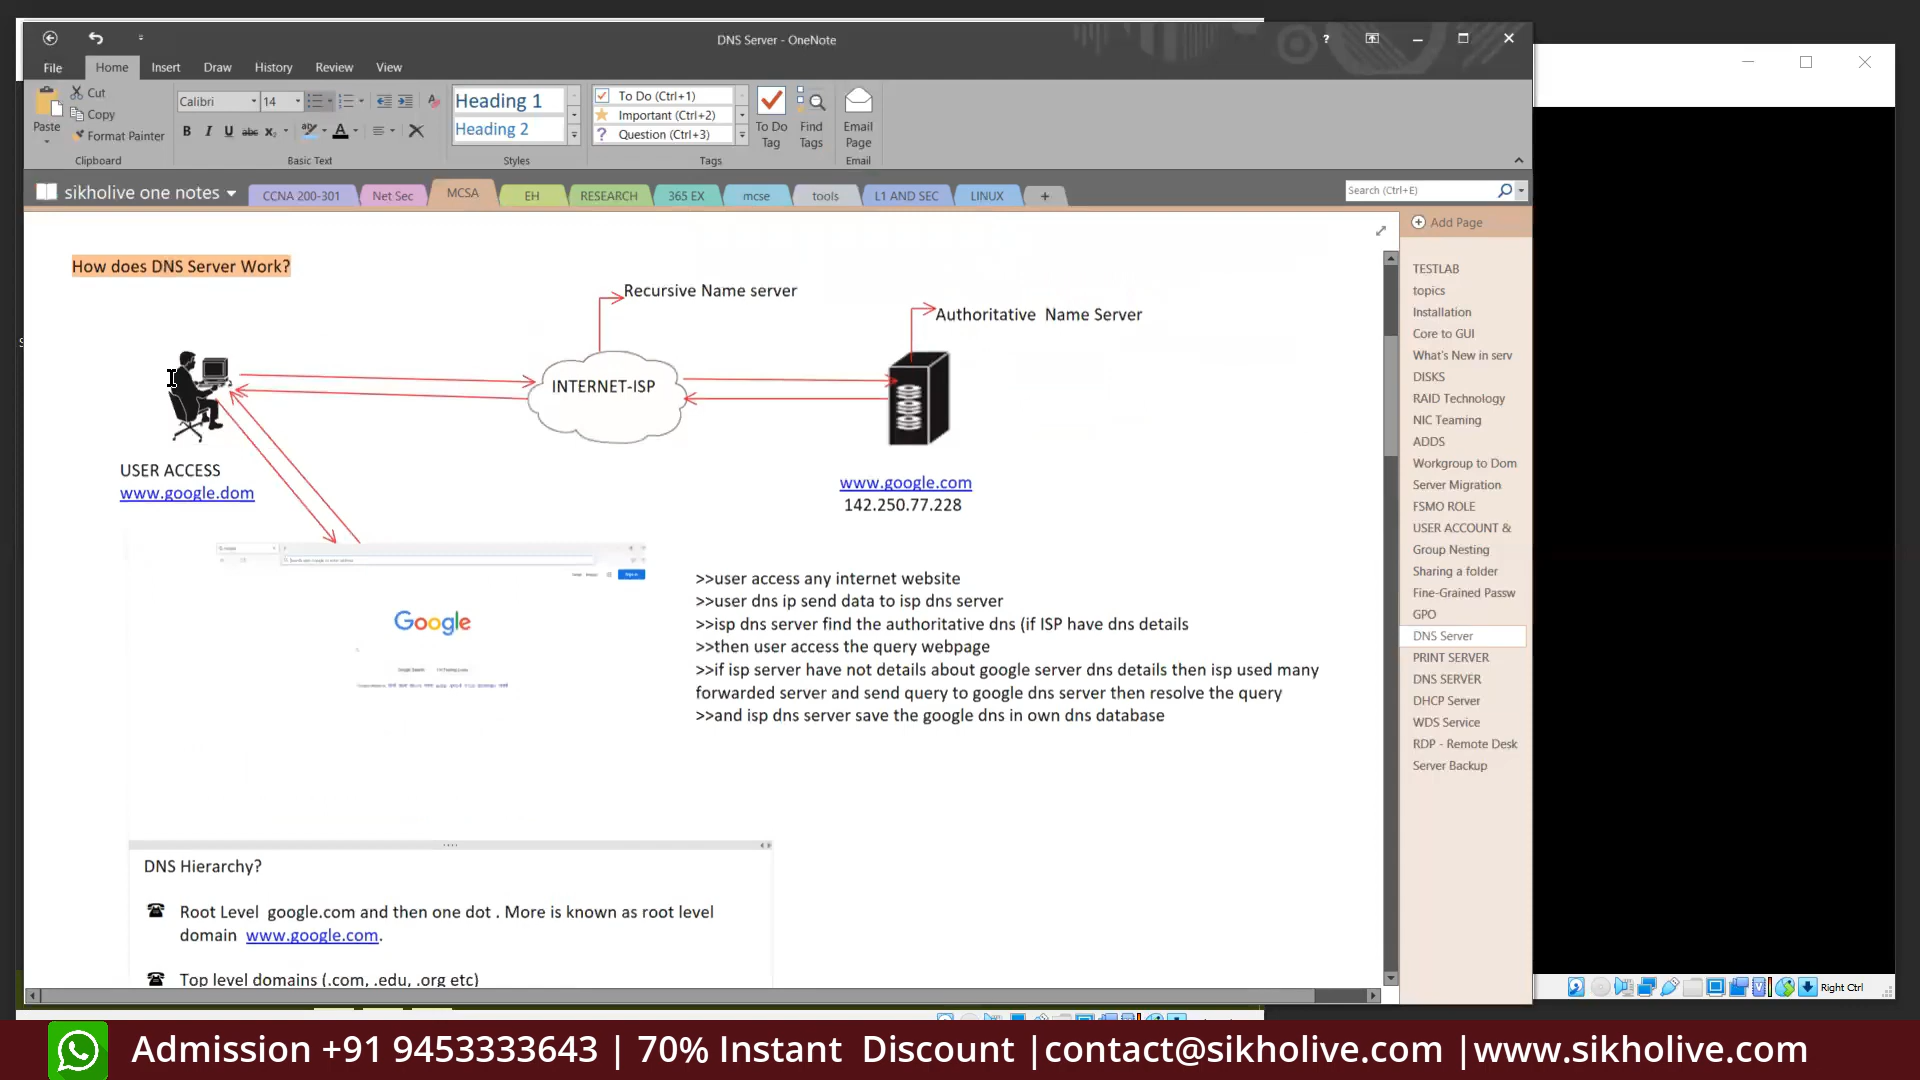 DNS Server - OneNote
?
File Home Insert Draw History Review View
Paste
Cut
Copy
Format Painter
Clipboard
Calibri 14
B I U abc X₂ A
Basic Text
Heading 1
Heading 2
Styles
To Do (Ctrl+1)
Important (Ctrl+2)
Question (Ctrl+3)
Tags
To Do
Tag
Find
Tags
Email
Page
Email
sikholive one notes
CCNA 200-301 Net Sec MCSA EH RESEARCH 365 EX mcse tools L1 AND SEC LINUX +
Search (Ctrl+E)
Add Page
TESTLAB
topics
Installation
Core to GUI
What's New in serv
DISKS
RAID Technology
NIC Teaming
ADDS
Workgroup to Dom
Server Migration
FSMO ROLE
USER ACCOUNT &
Group Nesting
Sharing a folder
Fine-Grained Passw
GPO
DNS Server
PRINT SERVER
DNS SERVER
DHCP Server
WDS Service
RDP - Remote Desk
Server Backup
How does DNS Server Work?
Recursive Name server
Authoritative  Name Server
INTERNET-ISP
USER ACCESS
www.google.dom
www.google.com
142.250.77.228
Google
>>user access any internet website
>>user dns ip send data to isp dns server
>>isp dns server find the authoritative dns (if ISP have dns details
>>then user access the query webpage
>>if isp server have not details about google server dns details then isp used many
forwarded server and send query to google dns server then resolve the query
>>and isp dns server save the google dns in own dns database
DNS Hierarchy?
Root Level  google.com and then one dot . More is known as root level
domain  www.google.com.
Top level domains (.com, .edu, .org etc)
Right Ctrl
Admission +91 9453333643 | 70% Instant  Discount |contact@sikholive.com |www.sikholive.com